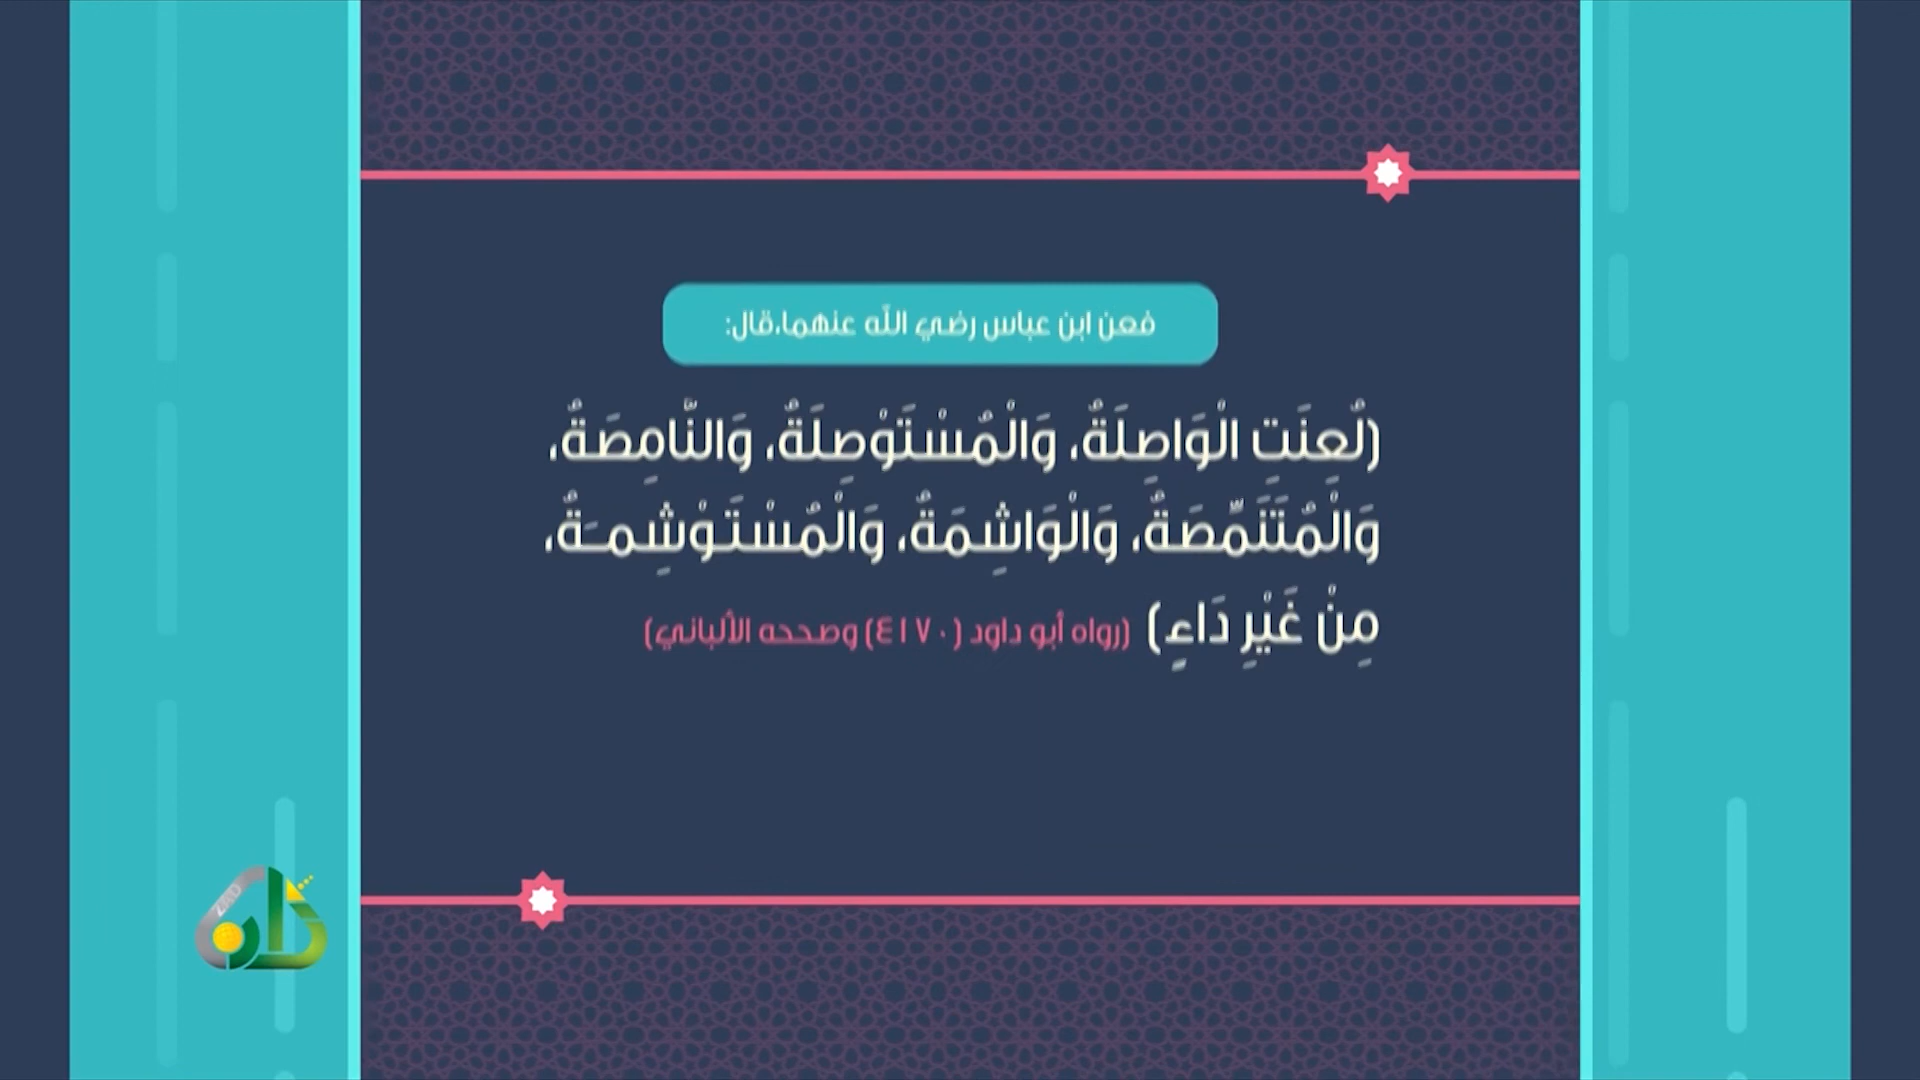 فعن ابن عباس رضي الله عنهما،قال:
(لُعِنَتِ الْوَاصِلَةُ، وَالْمُسْتَوْصِلَةُ، وَالنَّامِصَةُ،
وَالْمُتَنَمِّصَةُ، وَالْوَاشِمَةُ، وَالْمُسْتَوْشِمَةُ،
مِنْ غَيْرِ دَاءٍ) (رواه أبو داود (٤١٧٠) وصححه الألباني)